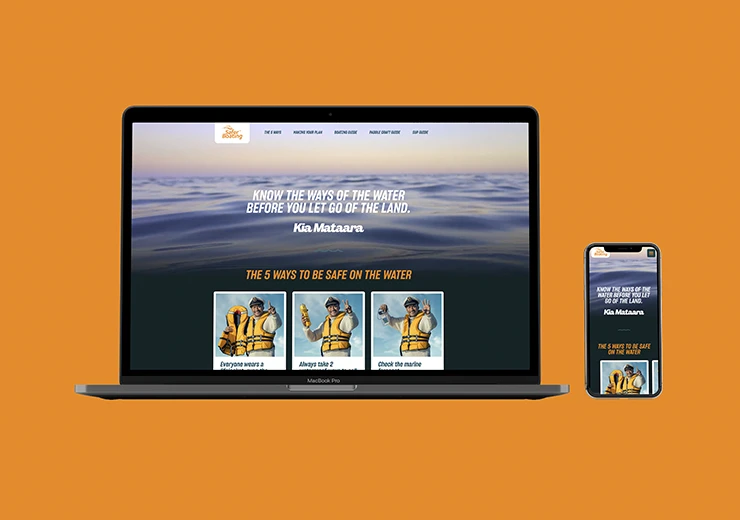 Safer
Boating
THE 5 WAYS MAKING YOUR PLAN BOATING GUIDE PADDLE CRAFT GUIDE SUP GUIDE
KNOW THE WAYS OF THE WATER
BEFORE YOU LET GO OF THE LAND.
Kia Mataara
THE 5 WAYS TO BE SAFE ON THE WATER
Everyone wears a
Always take 2
Check the marine
MacBook Pro
Safer
Boating
KNOW THE WAYS OF THE
WATER BEFORE YOU LET
GO OF THE LAND.
Kia Mataara
THE 5 WAYS TO BE SAFE
ON THE WATER